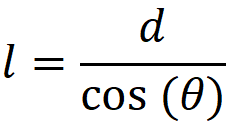 l = d / cos (θ)